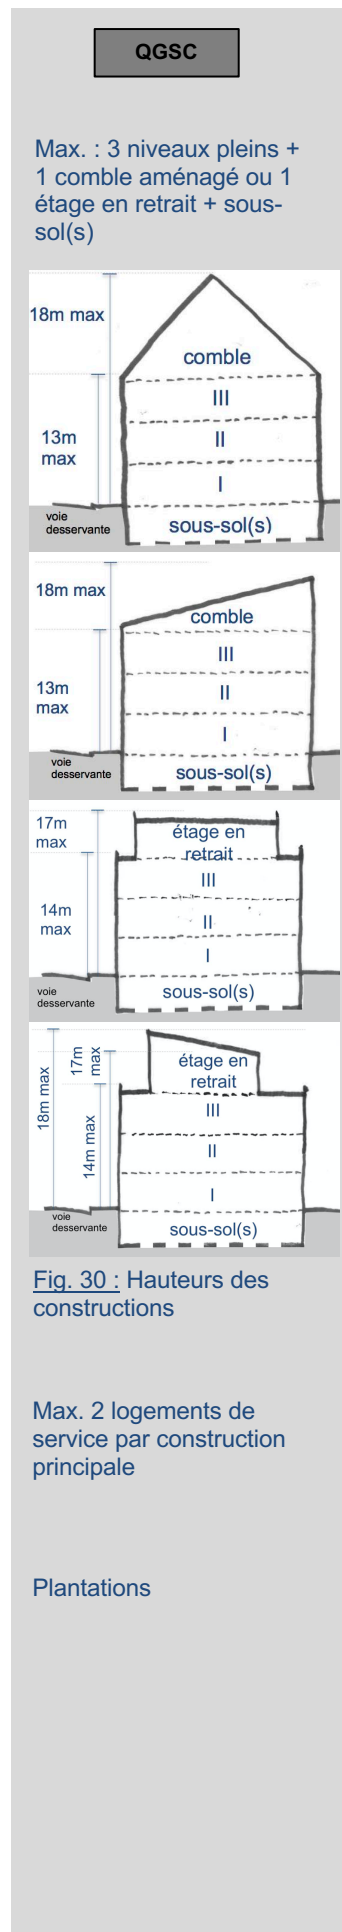 QGSC
Max. : 3 niveaux pleins +
1 comble aménagé ou 1
étage en retrait + sous-
sol(s)
18m max
comble
III
13m
max
II
I
voie
desservante
sous-sol(s)
18m max
comble
III
13m
max
II
I
voie
desservante
sous-sol(s)
17m
max
étage en
retrait
III
14m
max
II
I
voie
desservante
sous-sol(s)
18m max
17m
max
14m max
étage en
retrait
III
II
I
voie
desservante
sous-sol(s)
Fig. 30 : Hauteurs des
constructions
Max. 2 logements de
service par construction
principale
Plantations